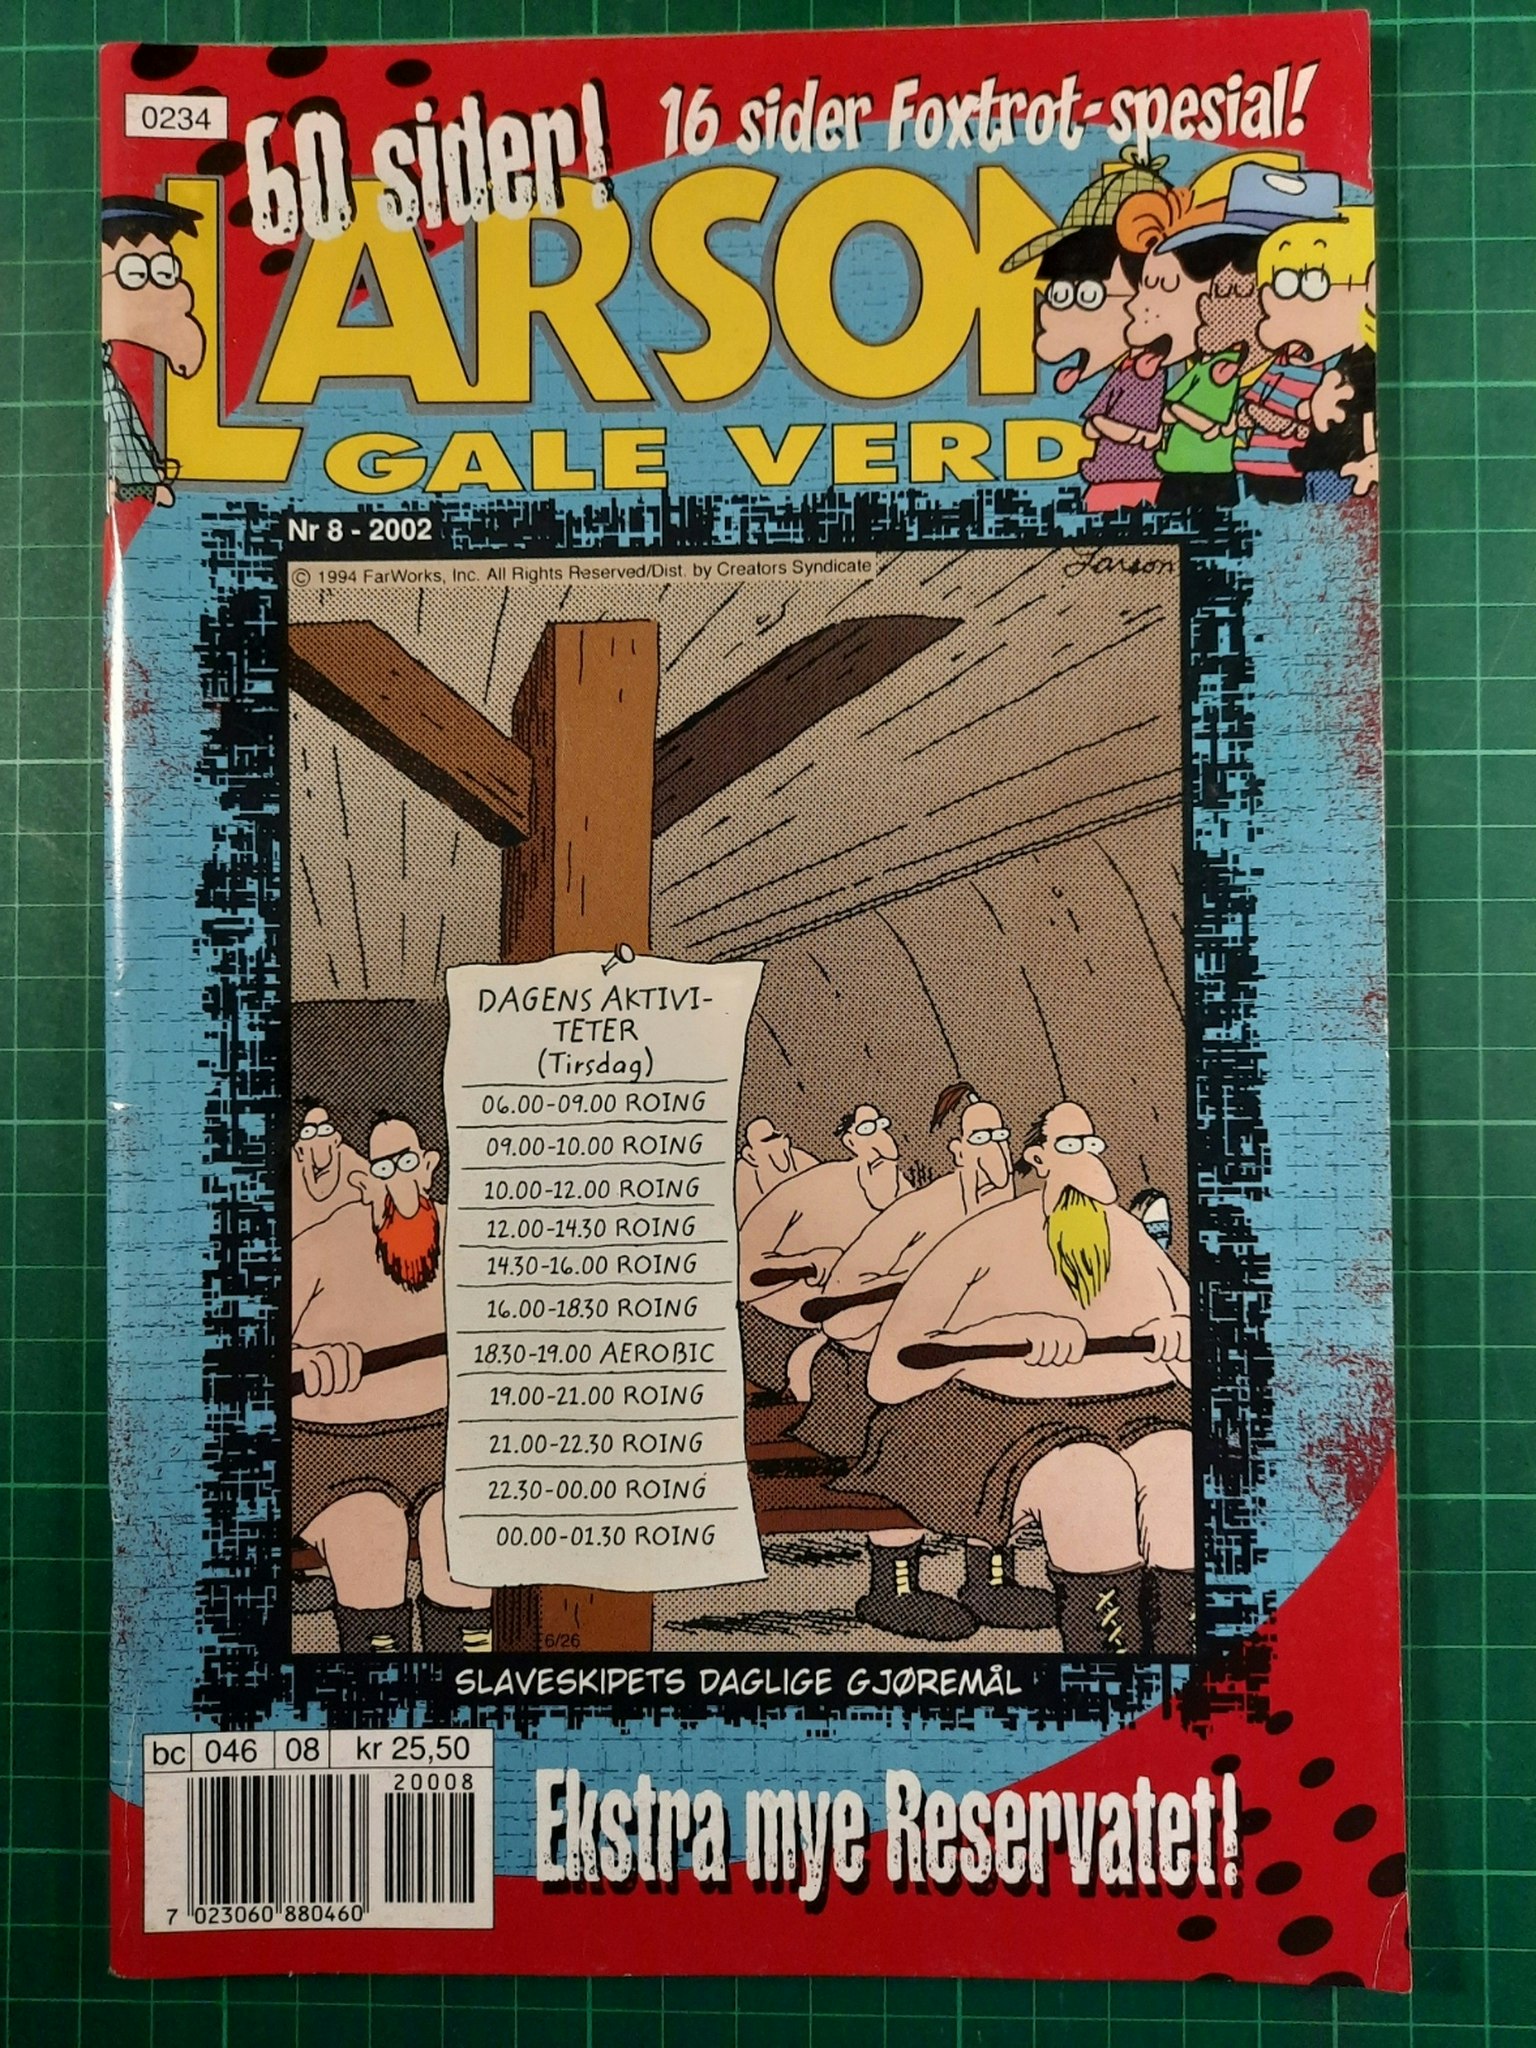 0234
60 sider!
16 sider Foxtrot-spesial!
LARSONS
GALE VERD
Nr 8 - 2002
© 1994 FarWorks, Inc. All Rights Reserved/Dist. by Creators Syndicate
Larson
DAGENS AKTIVI-
TETER
(Tirsdag)
06.00-09.00 ROING
09.00-10.00 ROING
10.00-12.00 ROING
12.00-14.30 ROING
14.30-16.00 ROING
16.00-18.30 ROING
18.30-19.00 AEROBIC
19.00-21.00 ROING
21.00-22.30 ROING
22.30-00.00 ROING
00.00-01.30 ROING
6/26
SLAVESKIPETS DAGLIGE GJØREMÅL
bc 046 08 kr 25,50
20008
7 023060 880460
Ekstra mye Reservatet!